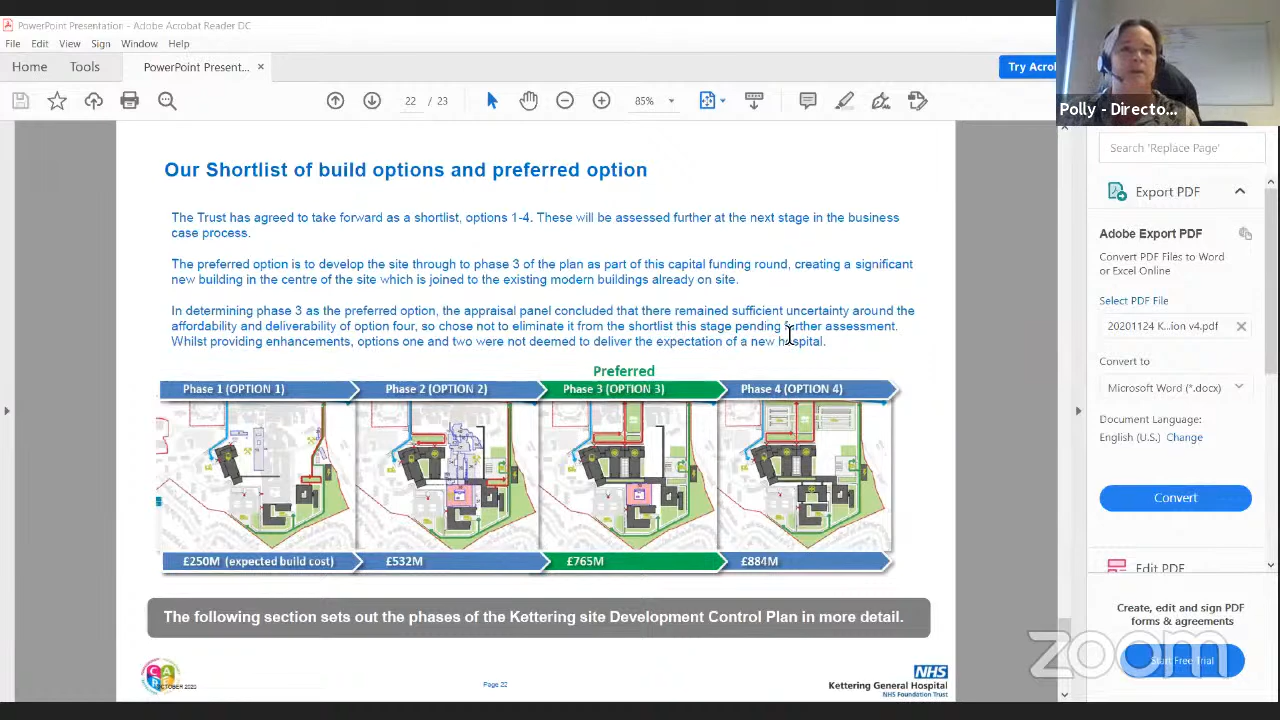 PowerPoint Presentation - Adobe Acrobat Reader DC
File Edit View Sign Window Help
Home Tools PowerPoint Present... ×
Try Acrol
22 / 23 85%
Polly - Directo...
Our Shortlist of build options and preferred option
The Trust has agreed to take forward as a shortlist, options 1-4. These will be assessed further at the next stage in the business
case process.
The preferred option is to develop the site through to phase 3 of the plan as part of this capital funding round, creating a significant
new building in the centre of the site which is joined to the existing modern buildings already on site.
In determining phase 3 as the preferred option, the appraisal panel concluded that there remained sufficient uncertainty around the
affordability and deliverability of option four, so chose not to eliminate it from the shortlist this stage pending further assessment.
Whilst providing enhancements, options one and two were not deemed to deliver the expectation of a new hospital.
Preferred
Phase 1 (OPTION 1) Phase 2 (OPTION 2) Phase 3 (OPTION 3) Phase 4 (OPTION 4)
£250M (expected build cost) £532M £765M £884M
The following section sets out the phases of the Kettering site Development Control Plan in more detail.
CARE
OCTOBER 2020
Page 22
NHS
Kettering General Hospital
NHS Foundation Trust
Search 'Replace Page'
Export PDF
Adobe Export PDF
Convert PDF Files to Word
or Excel Online
Select PDF File
20201124 K...ion v4.pdf
Convert to
Microsoft Word (*.docx)
Document Language:
English (U.S.) Change
Convert
Edit PDF
Create, edit and sign PDF
forms & agreements
Start Free Trial
zoom